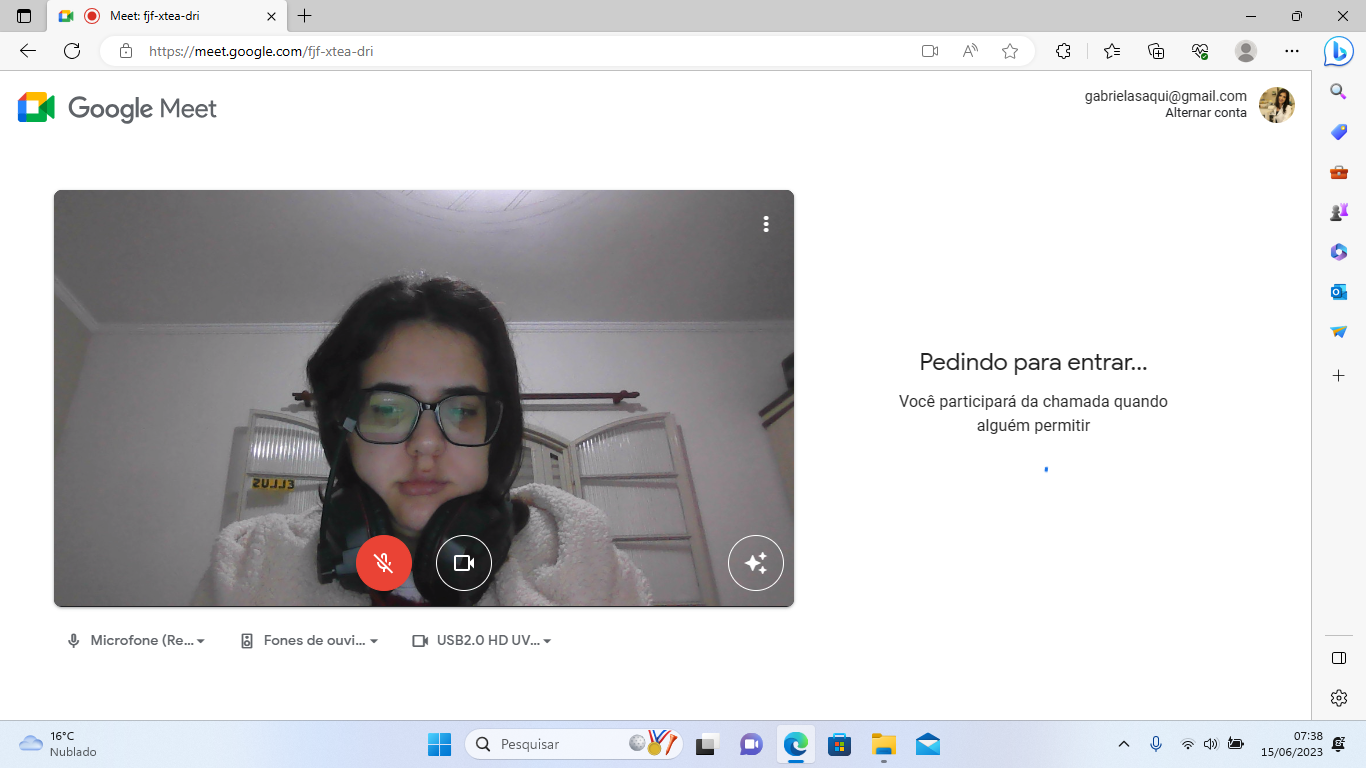 Meet: fjf-xtea-dri
https://meet.google.com/fjf-xtea-dri
Google Meet
gabrielasaqui@gmail.com
Alternar conta
Pedindo para entrar...
Você participará da chamada quando
alguém permitir
ELLUS
Microfone (Re...
Fones de ouvi...
USB2.0 HD UV...
16°C
Nublado
Pesquisar
07:38
15/06/2023